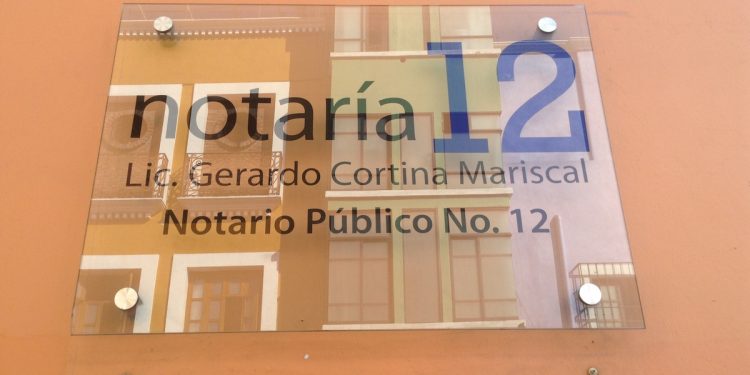 notaría 12
Lic. Gerardo Cortina Mariscal
Notario Público No. 12